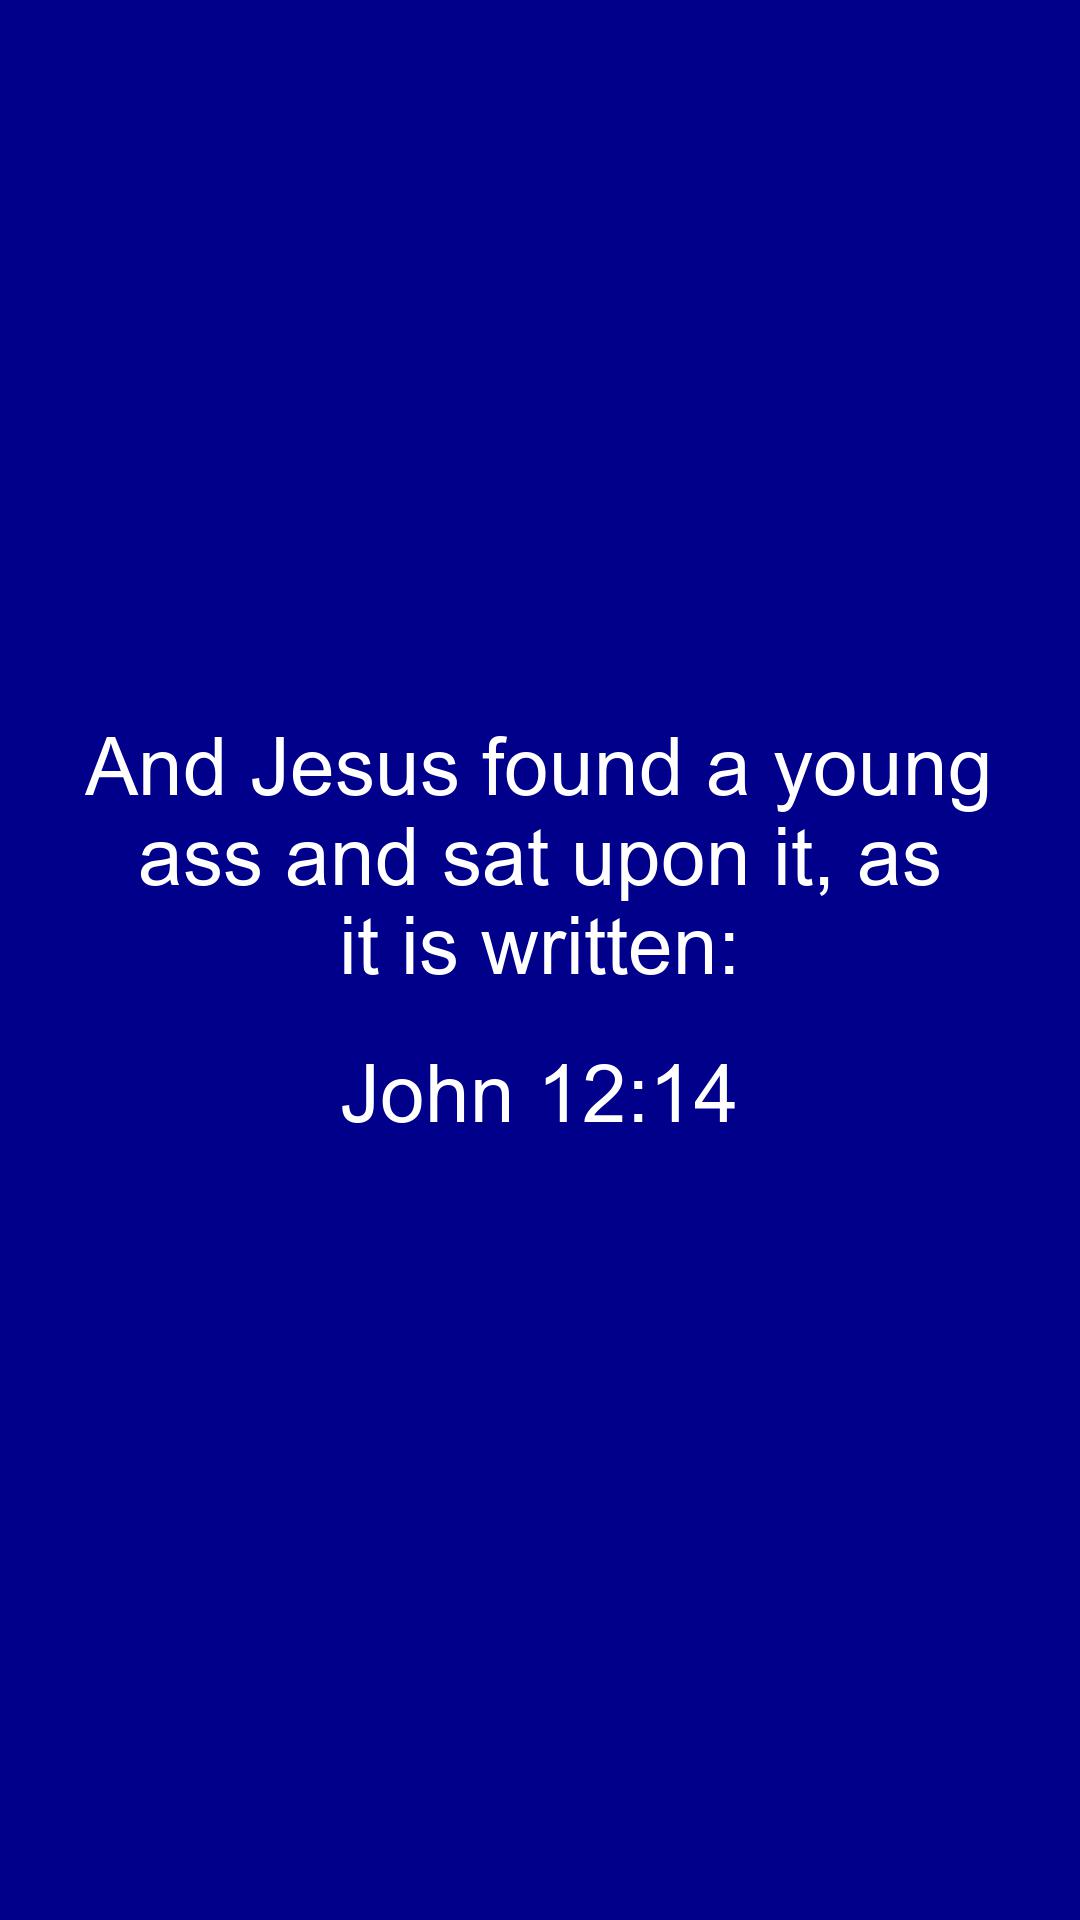 And Jesus found a young
ass and sat upon it, as
it is written:
John 12:14